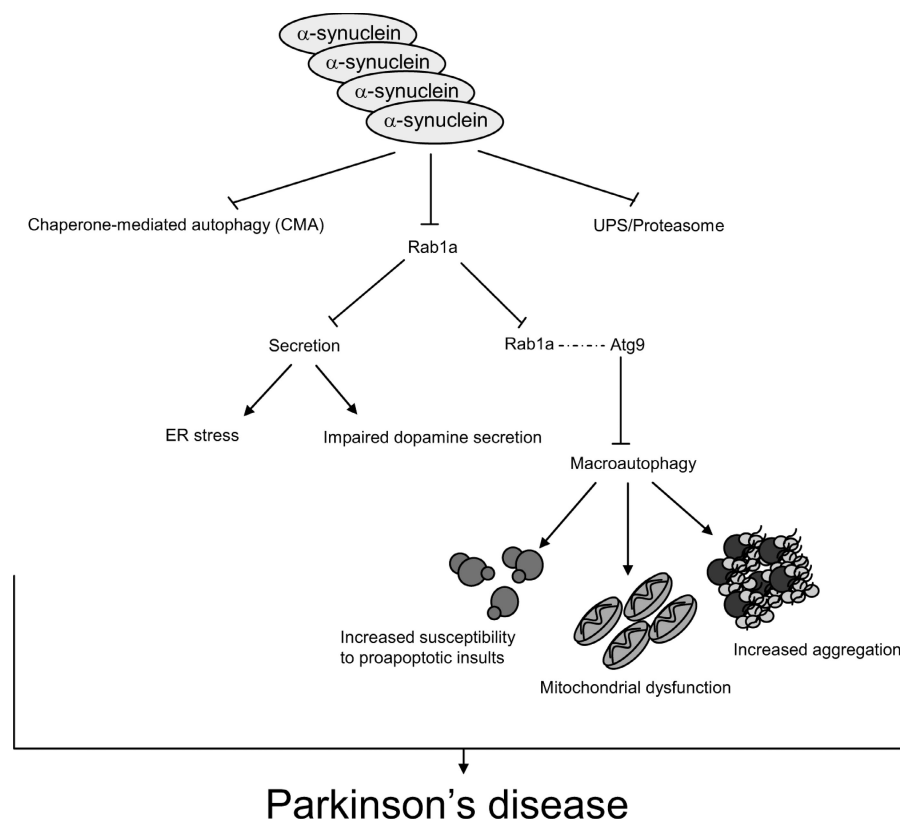 α-synuclein
α-synuclein
α-synuclein
α-synuclein
Chaperone-mediated autophagy (CMA)
UPS/Proteasome
Rab1a
Secretion
Rab1a
Atg9
ER stress
Impaired dopamine secretion
Macroautophagy
Increased susceptibility
to proapoptotic insults
Increased aggregation
Mitochondrial dysfunction
Parkinson’s disease